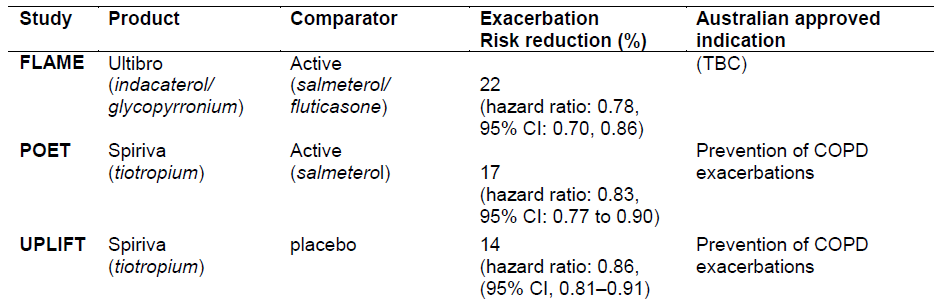 Study Product Comparator Exacerbation Risk reduction (%) Australian approved indication
FLAME Ultibro (indacaterol/ glycopyrronium) Active (salmeterol/ fluticasone) 22 (hazard ratio: 0.78, 95% CI: 0.70, 0.86) (TBC)
POET Spiriva (tiotropium) Active (salmeterol) 17 (hazard ratio: 0.83, 95% CI: 0.77 to 0.90) Prevention of COPD exacerbations
UPLIFT Spiriva (tiotropium) placebo 14 (hazard ratio: 0.86, (95% CI, 0.81–0.91) Prevention of COPD exacerbations